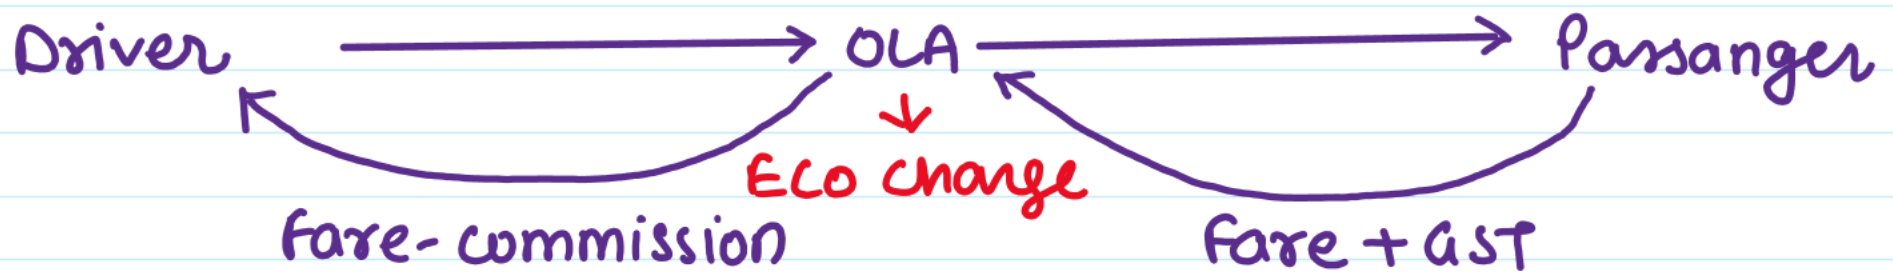 Driver OLA Passanger
ECO change
fare-commission Fare + GST